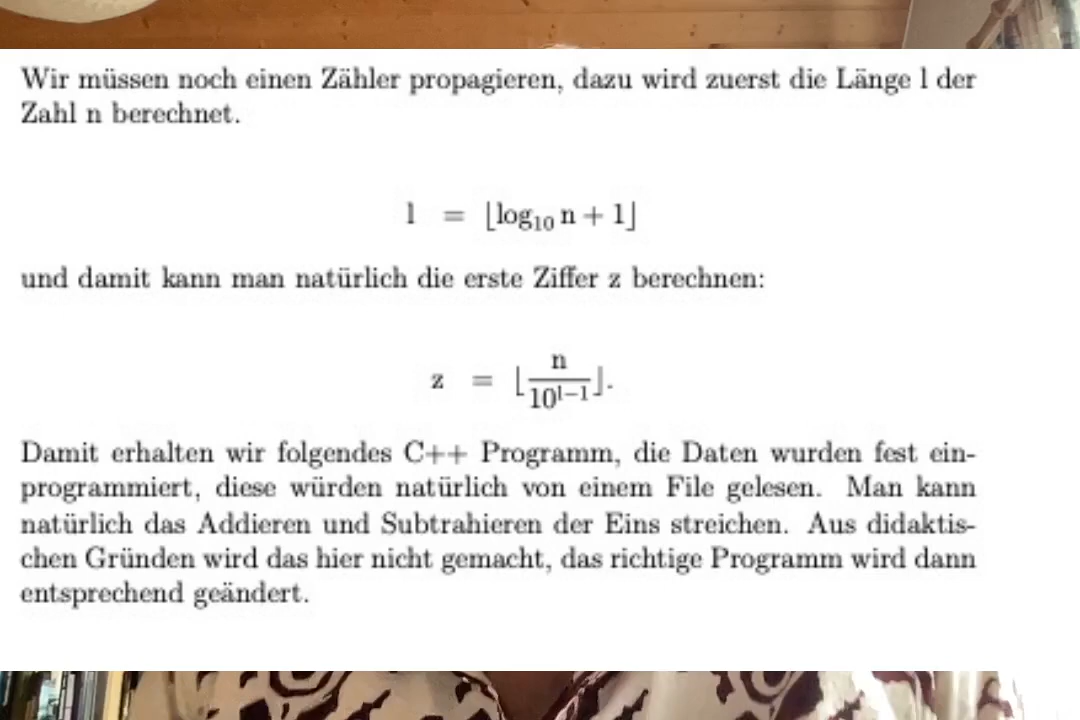 Wir müssen noch einen Zähler propagieren, dazu wird zuerst die Länge l der
Zahl n berechnet.
l = ⌊log₁₀ n + 1⌋
und damit kann man natürlich die erste Ziffer z berechnen:
z = ⌊n/10^{l−1}⌋.
Damit erhalten wir folgendes C++ Programm, die Daten wurden fest ein-
programmiert, diese würden natürlich von einem File gelesen. Man kann
natürlich das Addieren und Subtrahieren der Eins streichen. Aus didaktis-
chen Gründen wird das hier nicht gemacht, das richtige Programm wird dann
entsprechend geändert.